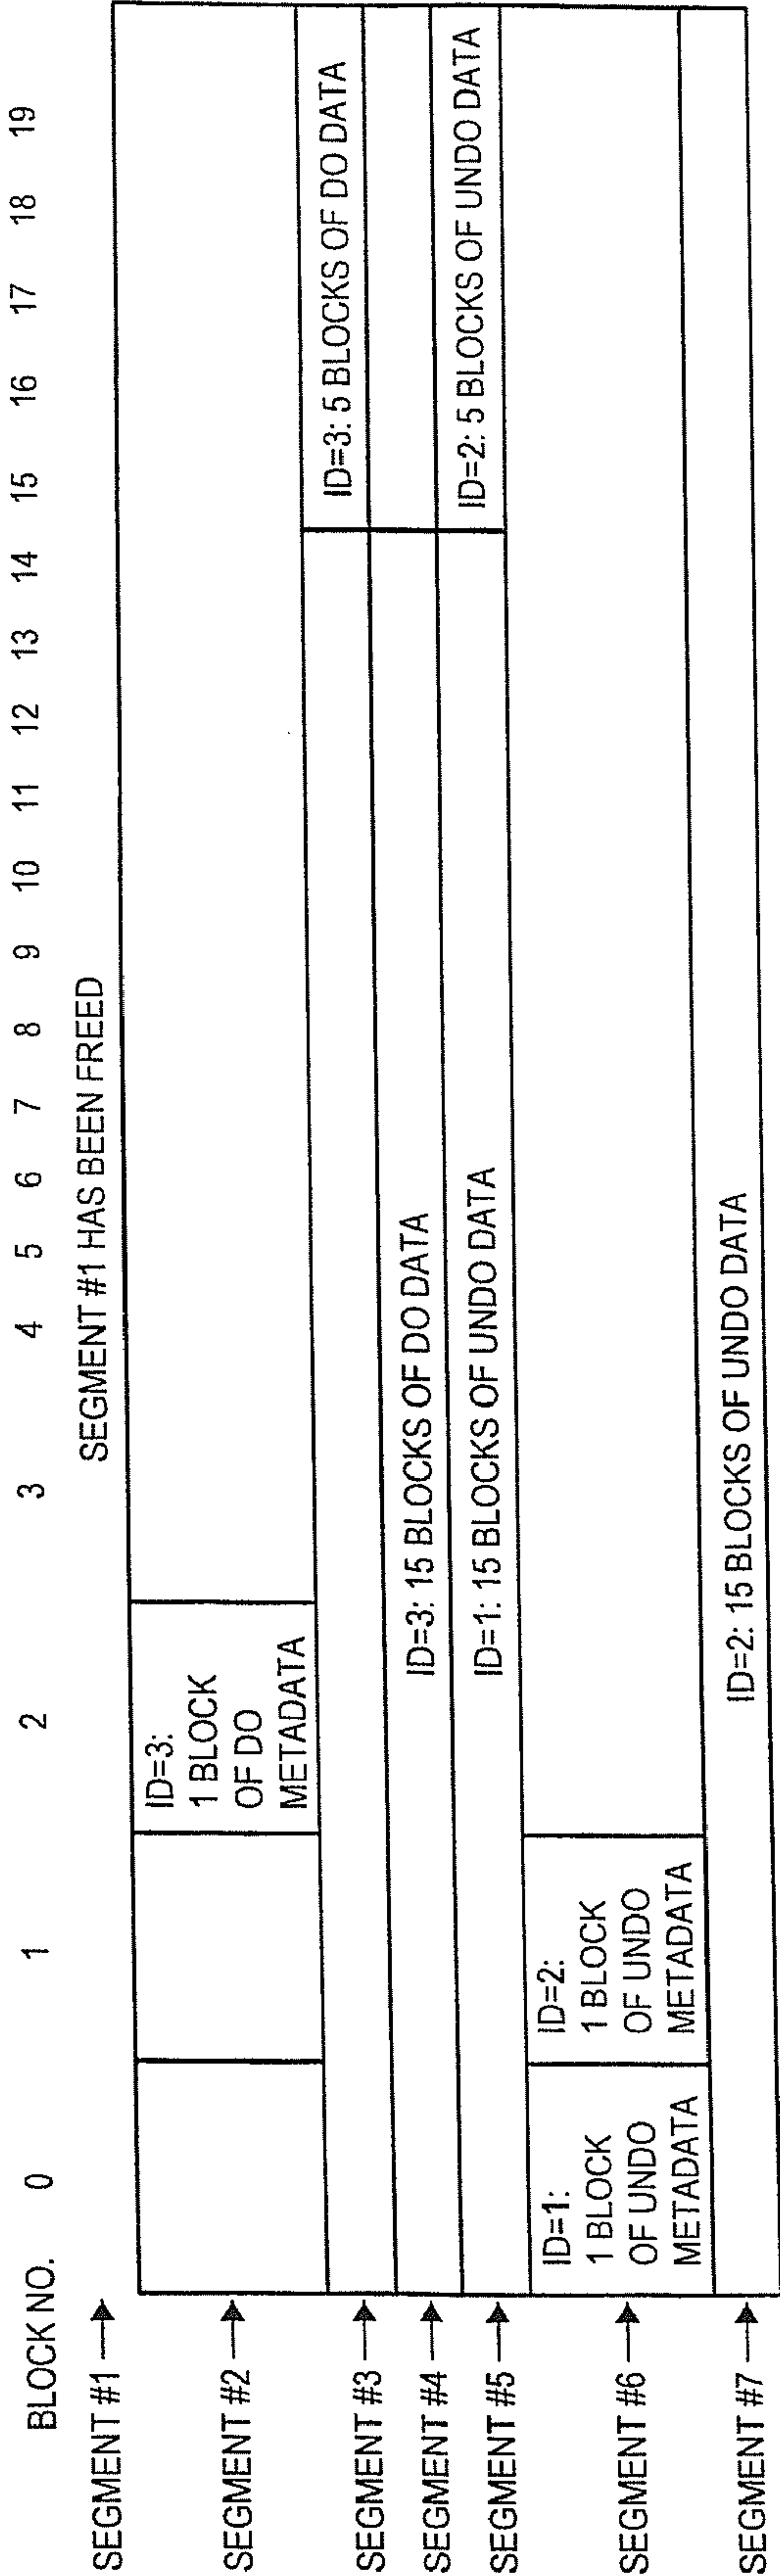 BLOCK NO. 0 1 2 3 4 5 6 7 8 9 10 11 12 13 14 15 16 17 18 19
SEGMENT #1
SEGMENT #1 HAS BEEN FREED
SEGMENT #2
ID=3:
1 BLOCK
OF DO
METADATA
SEGMENT #3
ID=3: 5 BLOCKS OF DO DATA
SEGMENT #4
ID=3: 15 BLOCKS OF DO DATA
SEGMENT #5
ID=1: 15 BLOCKS OF UNDO DATA
ID=2: 5 BLOCKS OF UNDO DATA
SEGMENT #6
ID=1:
1 BLOCK
OF UNDO
METADATA
ID=2:
1 BLOCK
OF UNDO
METADATA
SEGMENT #7
ID=2: 15 BLOCKS OF UNDO DATA